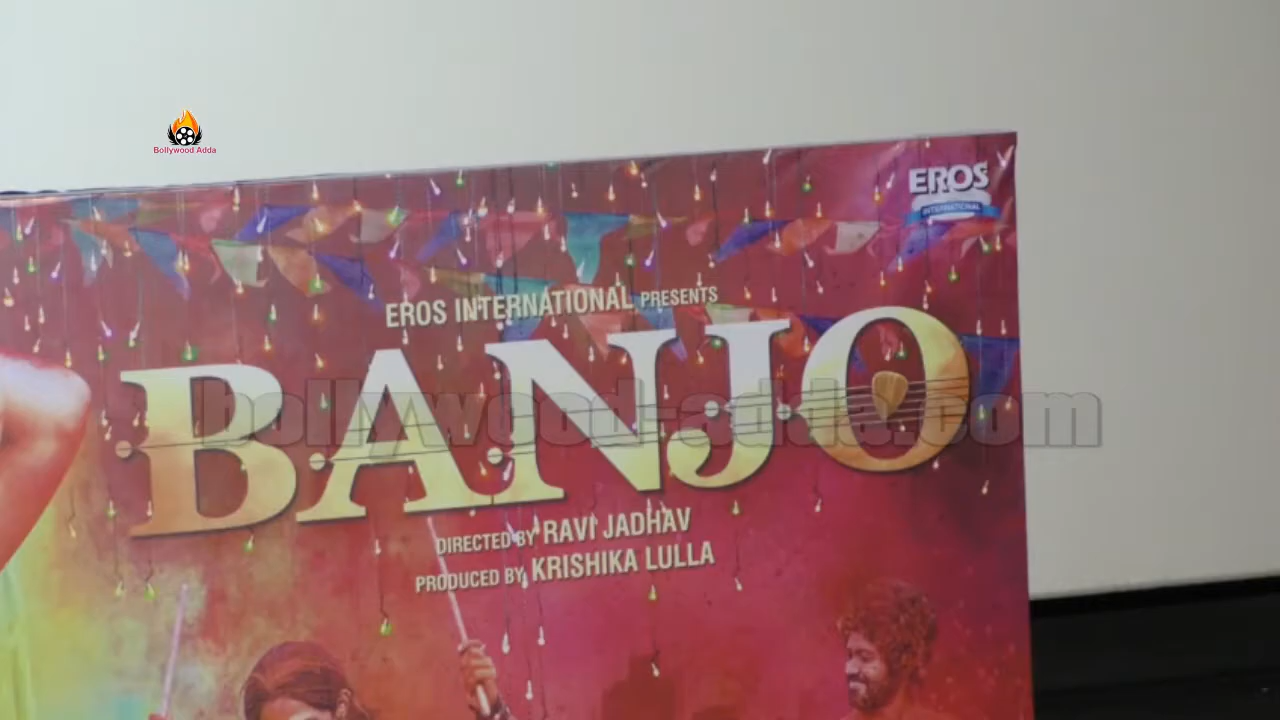 Bollywood Adda
EROS
INTERNATIONAL
EROS INTERNATIONAL PRESENTS
BANJO
bollywood-adda.com
DIRECTED BY RAVI JADHAV
PRODUCED BY KRISHIKA LULLA